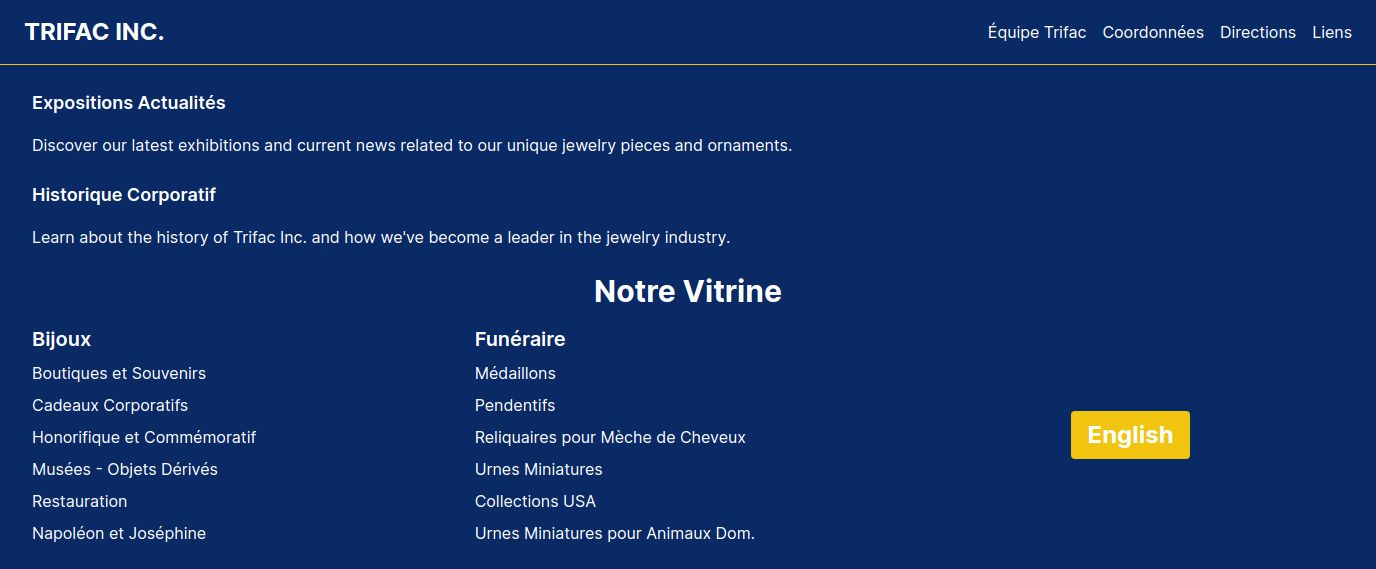 TRIFAC INC.
Équipe Trifac Coordonnées Directions Liens
Expositions Actualités
Discover our latest exhibitions and current news related to our unique jewelry pieces and ornaments.
Historique Corporatif
Learn about the history of Trifac Inc. and how we've become a leader in the jewelry industry.
Notre Vitrine
Bijoux
Boutiques et Souvenirs
Cadeaux Corporatifs
Honorifique et Commémoratif
Musées - Objets Dérivés
Restauration
Napoléon et Joséphine
Funéraire
Médaillons
Pendentifs
Reliquaires pour Mèche de Cheveux
Urnes Miniatures
Collections USA
Urnes Miniatures pour Animaux Dom.
English